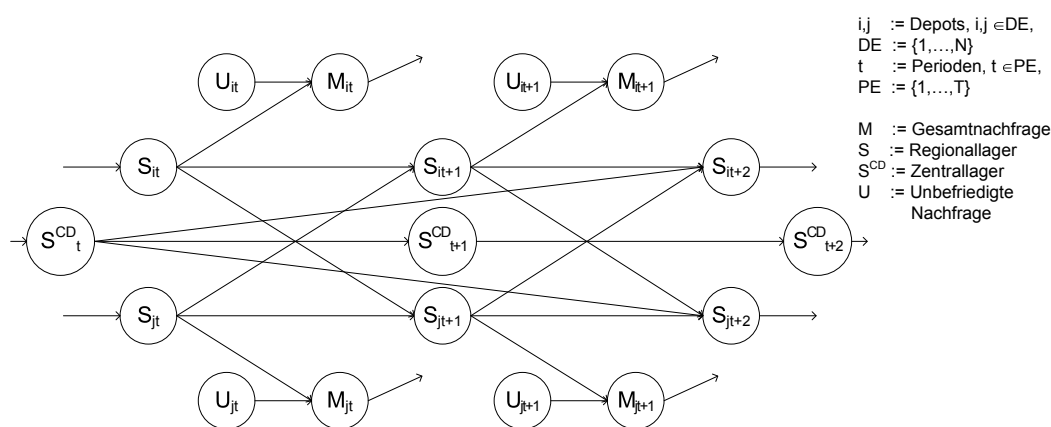 i,j := Depots, i,j ∈DE,
DE := {1,…,N}
t := Perioden, t ∈PE,
PE := {1,…,T}
M := Gesamtnachfrage
S := Regionallager
S^CD := Zentrallager
U := Unbefriedigte
Nachfrage
U_it
M_it
U_it+1
M_it+1
S_it
S_it+1
S_it+2
S^CD_t
S^CD_t+1
S^CD_t+2
S_jt
S_jt+1
S_jt+2
U_jt
M_jt
U_jt+1
M_jt+1